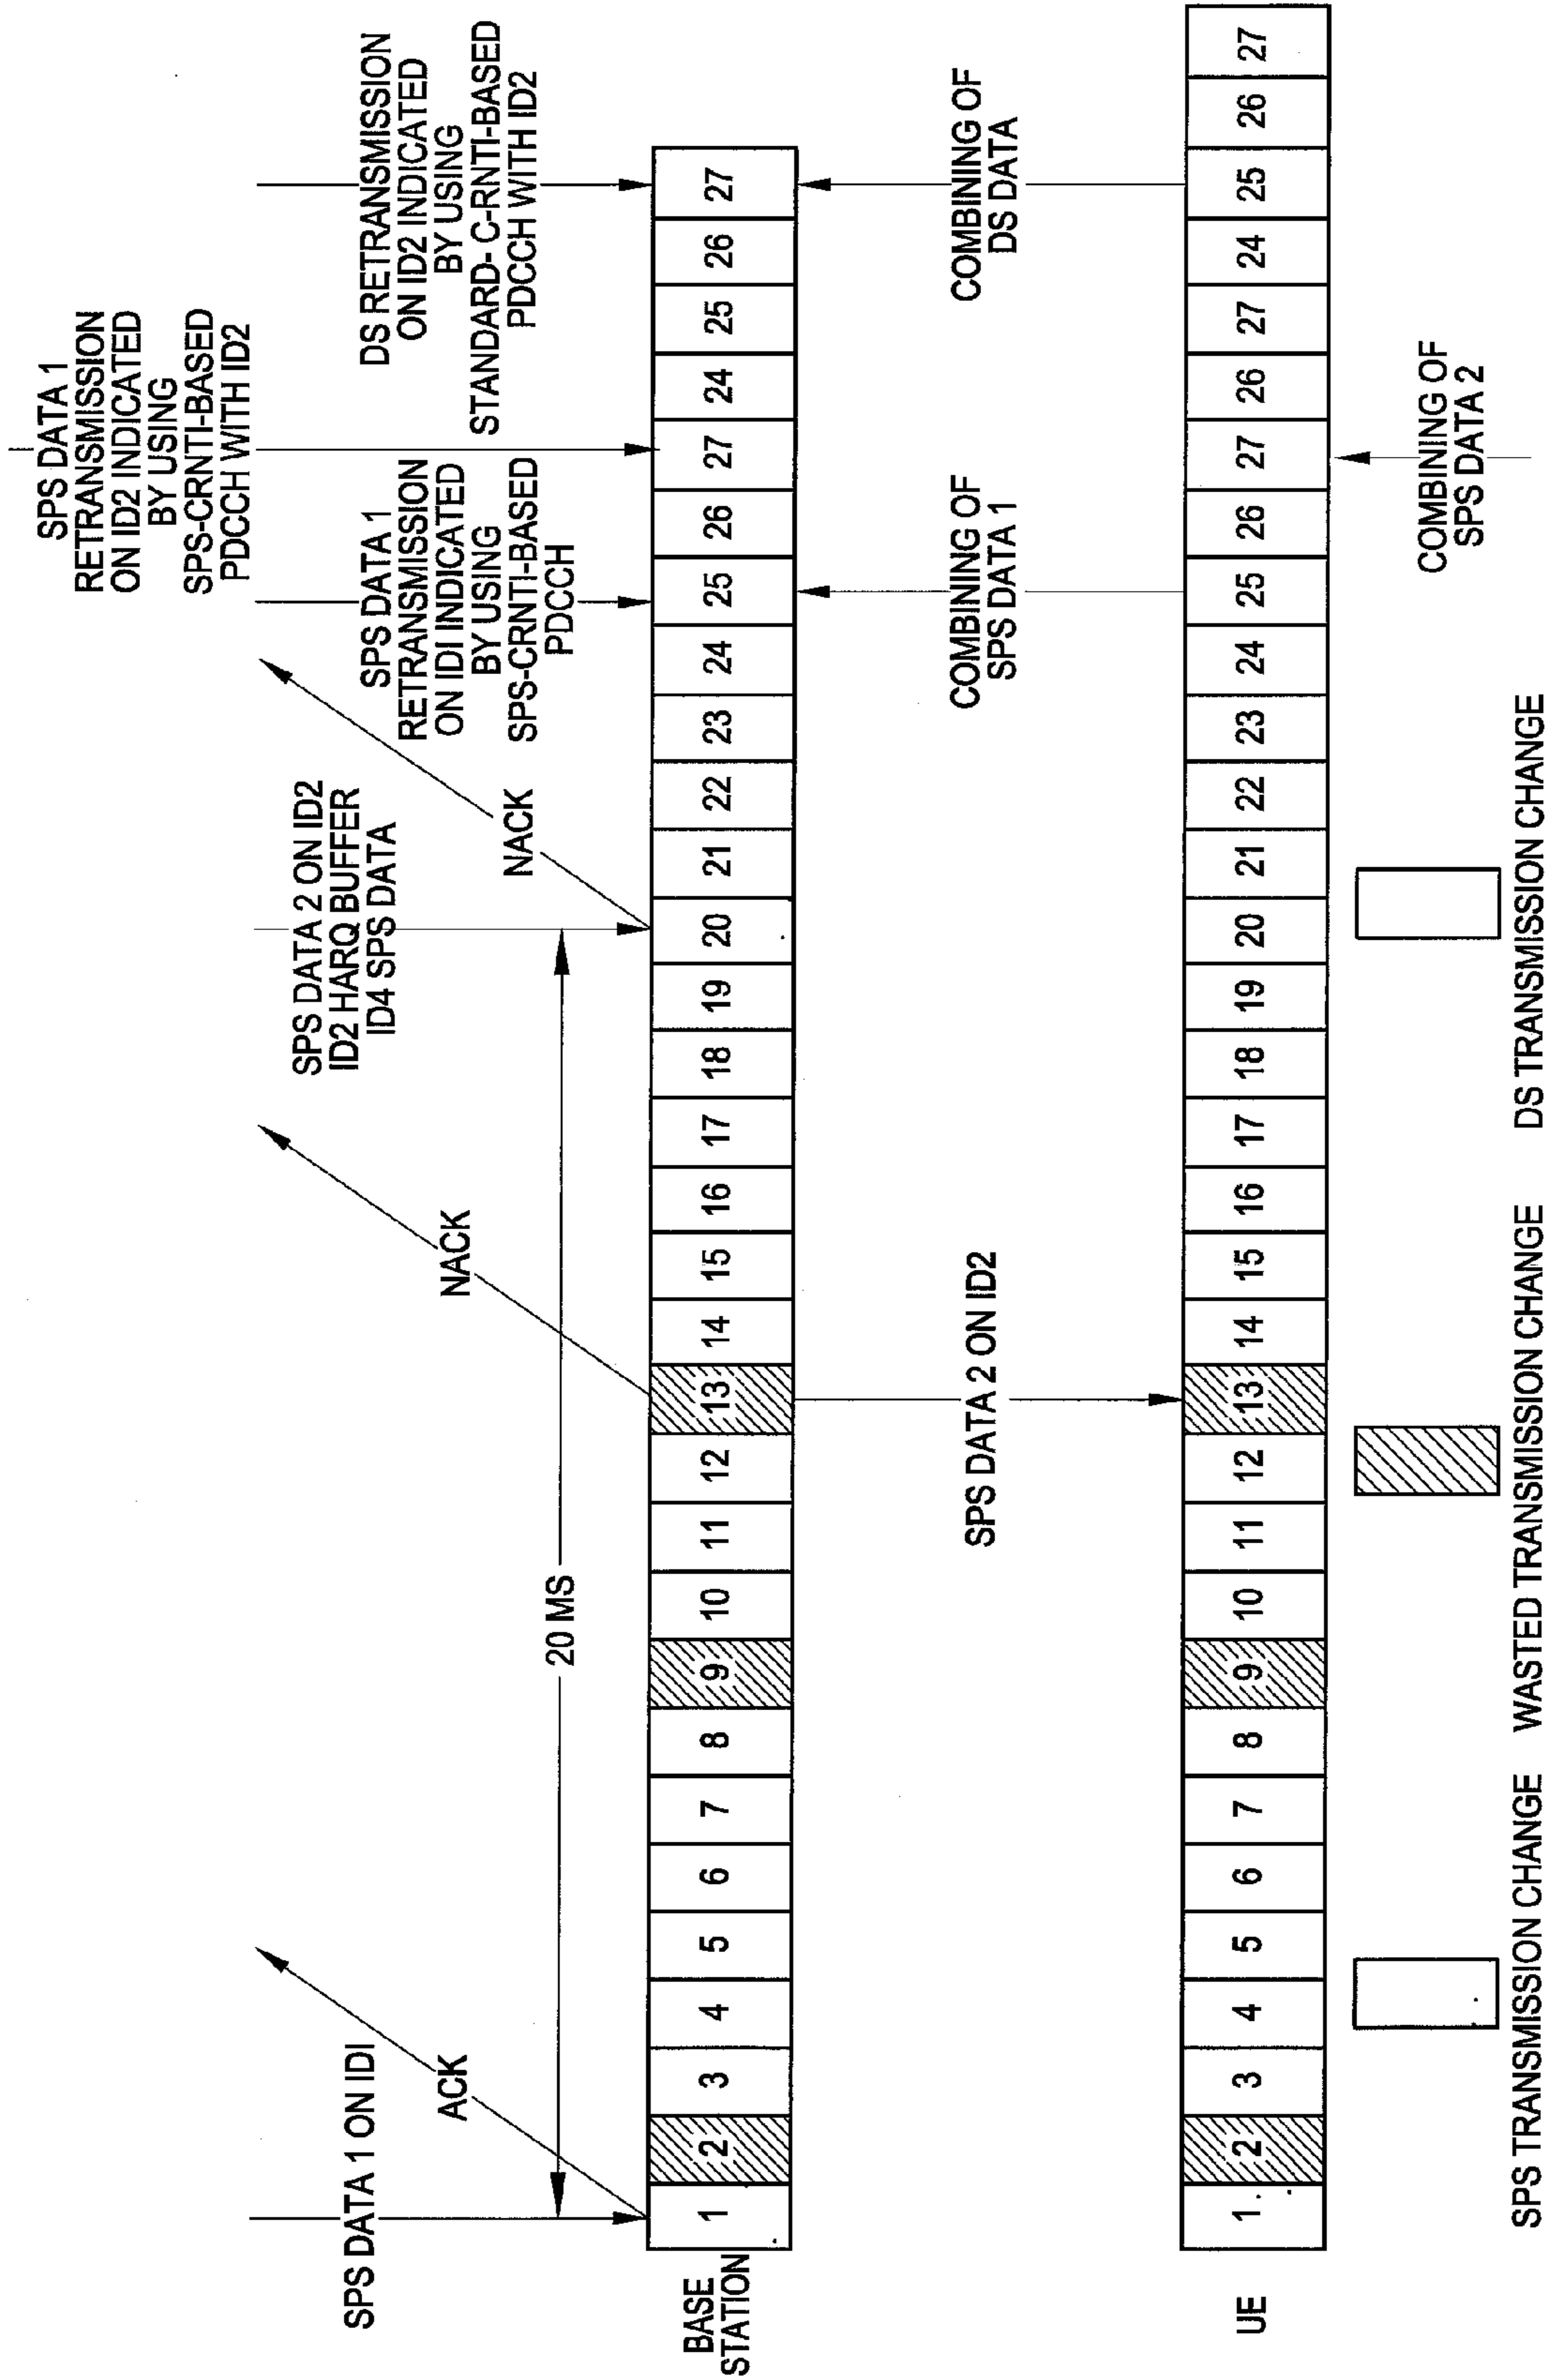 SPS DATA 1
RETRANSMISSION
ON ID2 INDICATED
BY USING
SPS-CRNTI-BASED
PDCCH WITH ID2
SPS DATA 1 ON IDI
ACK
NACK
SPS DATA 2 ON ID2
ID2 HARQ BUFFER
ID4 SPS DATA
NACK
SPS DATA 1
RETRANSMISSION
ON IDI INDICATED
BY USING
SPS-CRNTI-BASED
PDCCH
DS RETRANSMISSION
ON ID2 INDICATED
BY USING
STANDARD- C-RNTI-BASED
PDCCH WITH ID2
20 MS
BASE
STATION
1 2 3 4 5 6 7 8 9 10 11 12 13 14 15 16 17 18 19 20 21 22 23 24 25 26 27 24 25 26 27
SPS DATA 2 ON ID2
COMBINING OF
SPS DATA 1
COMBINING OF
DS DATA
UE
1 2 3 4 5 6 7 8 9 10 11 12 13 14 15 16 17 18 19 20 21 22 23 24 25 26 27 26 27 24 25 26 27
COMBINING OF
SPS DATA 2
SPS TRANSMISSION CHANGE
WASTED TRANSMISSION CHANGE
DS TRANSMISSION CHANGE